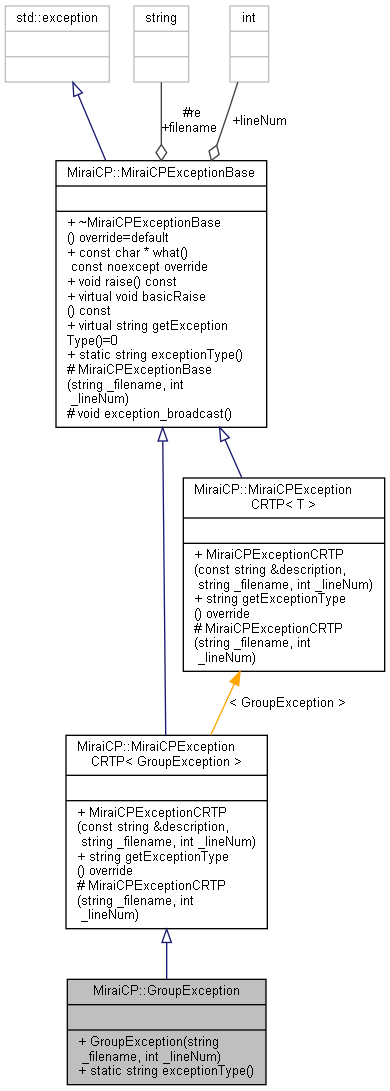 std::exception
string
int
#re
+filename
+lineNum
MiraiCP::MiraiCPExceptionBase
+ ~MiraiCPExceptionBase
() override=default
+ const char * what()
const noexcept override
+ void raise() const
+ virtual void basicRaise
() const
+ virtual string getException
Type()=0
+ static string exceptionType()
# MiraiCPExceptionBase
(string _filename, int
_lineNum)
# void exception_broadcast()
MiraiCP::MiraiCPException
CRTP< T >
+ MiraiCPExceptionCRTP
(const string &description,
string _filename, int _lineNum)
+ string getExceptionType
() override
# MiraiCPExceptionCRTP
(string _filename, int
_lineNum)
< GroupException >
MiraiCP::MiraiCPException
CRTP< GroupException >
+ MiraiCPExceptionCRTP
(const string &description,
string _filename, int _lineNum)
+ string getExceptionType
() override
# MiraiCPExceptionCRTP
(string _filename, int
_lineNum)
MiraiCP::GroupException
+ GroupException(string
_filename, int _lineNum)
+ static string exceptionType()